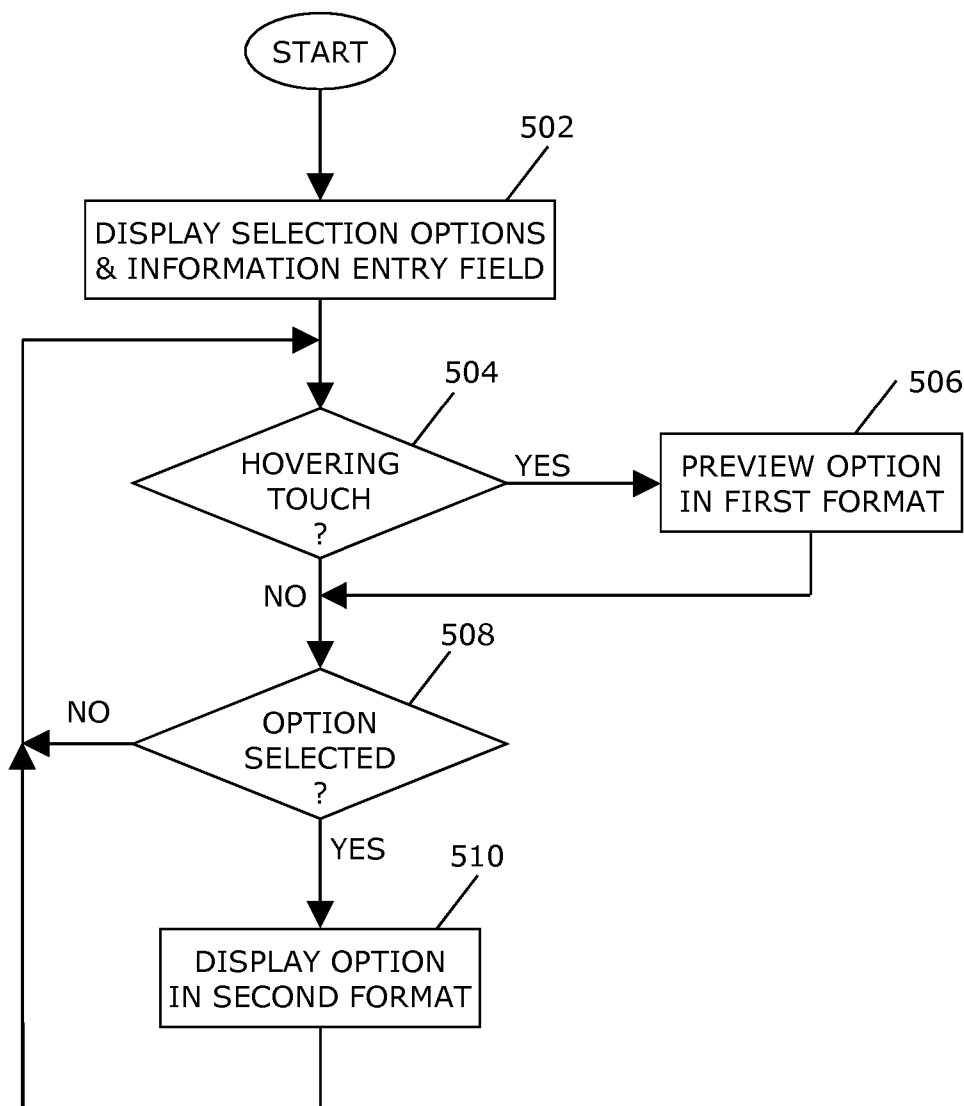 START
502
DISPLAY SELECTION OPTIONS
& INFORMATION ENTRY FIELD
504
506
HOVERING
TOUCH
?
YES
PREVIEW OPTION
IN FIRST FORMAT
NO
508
NO
OPTION
SELECTED
?
YES
510
DISPLAY OPTION
IN SECOND FORMAT